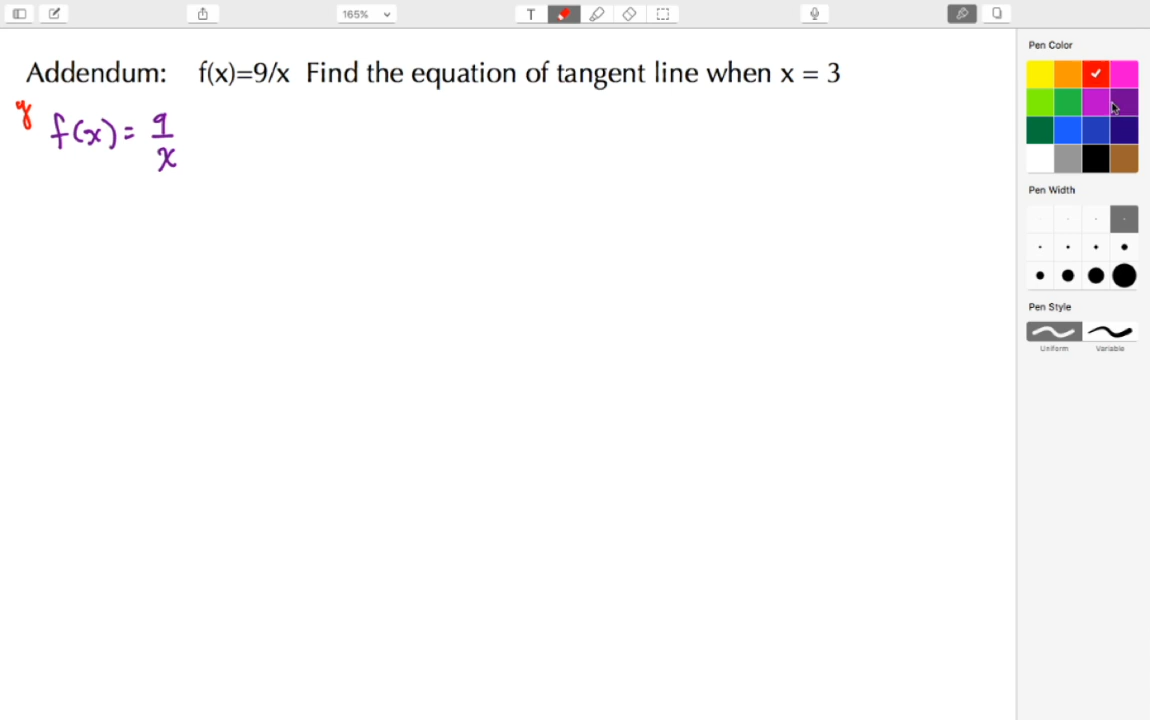 165%
T
Addendum: f(x)=9/x Find the equation of tangent line when x = 3
y f(x) = 9
x
Pen Color
Pen Width
Pen Style
Uniform Variable